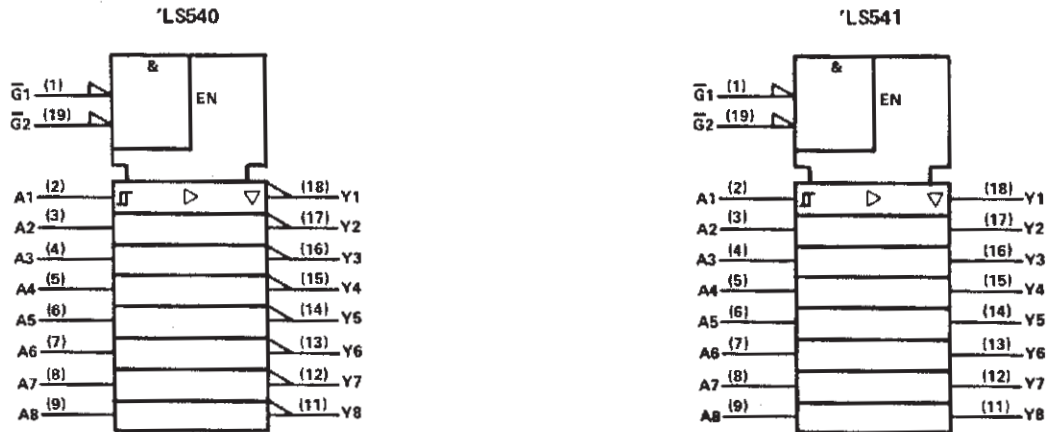 'LS540
&
EN
G̅1 (1)
G̅2 (19)
A1 (2) (18) Y1
A2 (3) (17) Y2
A3 (4) (16) Y3
A4 (5) (15) Y4
A5 (6) (14) Y5
A6 (7) (13) Y6
A7 (8) (12) Y7
A8 (9) (11) Y8
'LS541
&
EN
G̅1 (1)
G̅2 (19)
A1 (2) (18) Y1
A2 (3) (17) Y2
A3 (4) (16) Y3
A4 (5) (15) Y4
A5 (6) (14) Y5
A6 (7) (13) Y6
A7 (8) (12) Y7
A8 (9) (11) Y8